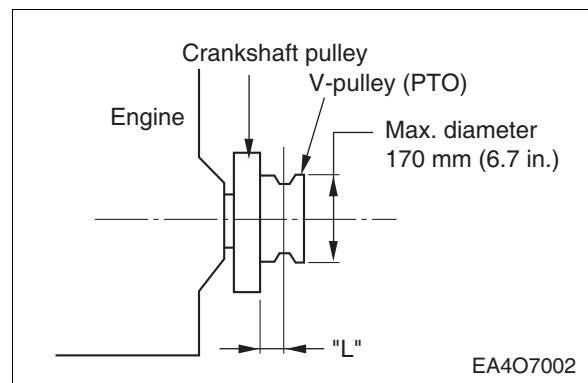 Crankshaft pulley
V-pulley (PTO)
Engine
Max. diameter
170 mm (6.7 in.)
"L"
EA4O7002